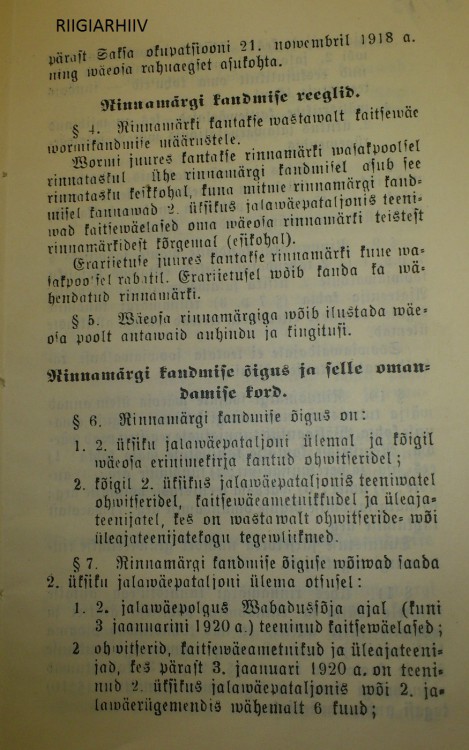 RIIGIARHIIV
pärast Saksa okupatsiooni 21. nowembril 1918 a.
ning wäeosa rahuaegset asukohta.
Rinnamärgi kandmise reeglid.
§ 4. Rinnamärki kantakse wastawalt kaitsewäe
wormikandmise määrustele.
Wormi juures kantakse rinnamärki wasakpoolsel
rinnataskul. Ühe rinnamärgi kandmisel asub see
rinnatasku keskkohal, kuna mitme rinnamärgi kand-
misel kannawad 2. üksikus jalawäepataljonis teeni-
wad kaitsewäelased oma wäeosa rinnamärki teistest
rinnamärkidest kõrgemal (esikohal).
Erariietuse juures kantakse rinnamärki kuue wa-
sakpoolsel rabatil. Erariietusel wõib kanda ka wä-
hendatud rinnamärki.
§ 5. Wäeosa rinnamärgiga wõib ilustada wäe-
osa poolt antawaid auhindu ja kingitusi.
Rinnamärgi kandmise õigus ja selle oman-
damise kord.
§ 6. Rinnamärgi kandmise õigus on:
1. 2. üksiku jalawäepataljoni ülemal ja kõigil
wäeosa erinimekirja kantud ohwitseridel;
2. kõigil 2. üksikus jalawäepataljonis teeniwatel
ohwitseridel, kaitsewäeametnikkudel ja üleaja-
teenijatel, kes on wastawalt ohwitseride- wõi
üleajateenijatekogu tegewliikmed.
§ 7. Rinnamärgi kandmise õiguse wõiwad saada
2. üksiku jalawäepataljoni ülema otsusel:
1. 2. jalawäepolgus Wabadussõja ajal (kuni
3 jaanuarini 1920 a.) teeninud kaitsewäelased;
2 ohwitserid, kaitsewäeametnikud ja üleajateeni-
jad, kes pärast 3. jaanuari 1920 a. on teeni-
nud 2. üksikus jalawäepataljonis wõi 2. ja-
lawäerügemendis wähemalt 6 kuud;